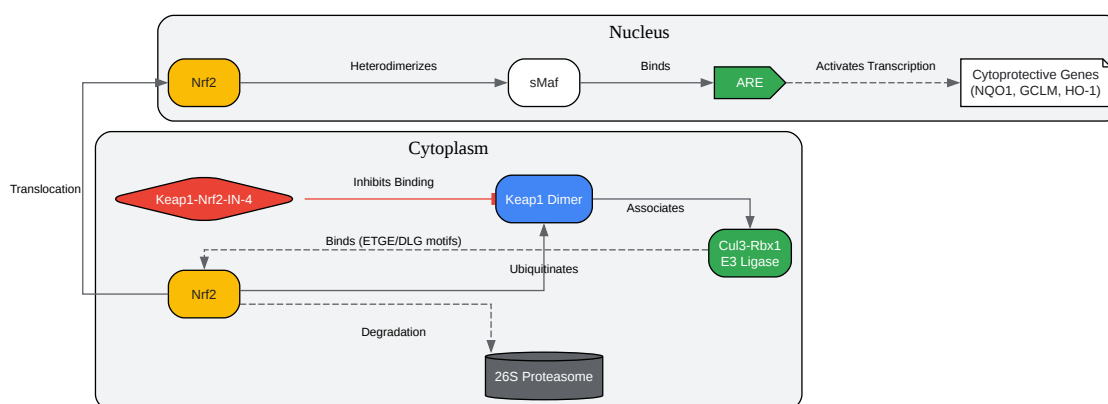 Nucleus
Nrf2
Heterodimerizes
sMaf
Binds
ARE
Activates Transcription
Cytoprotective Genes
(NQO1, GCLM, HO-1)
Translocation
Cytoplasm
Keap1-Nrf2-IN-4
Inhibits Binding
Keap1 Dimer
Associates
Cul3-Rbx1
E3 Ligase
Binds (ETGE/DLG motifs)
Ubiquitinates
Nrf2
Degradation
26S Proteasome